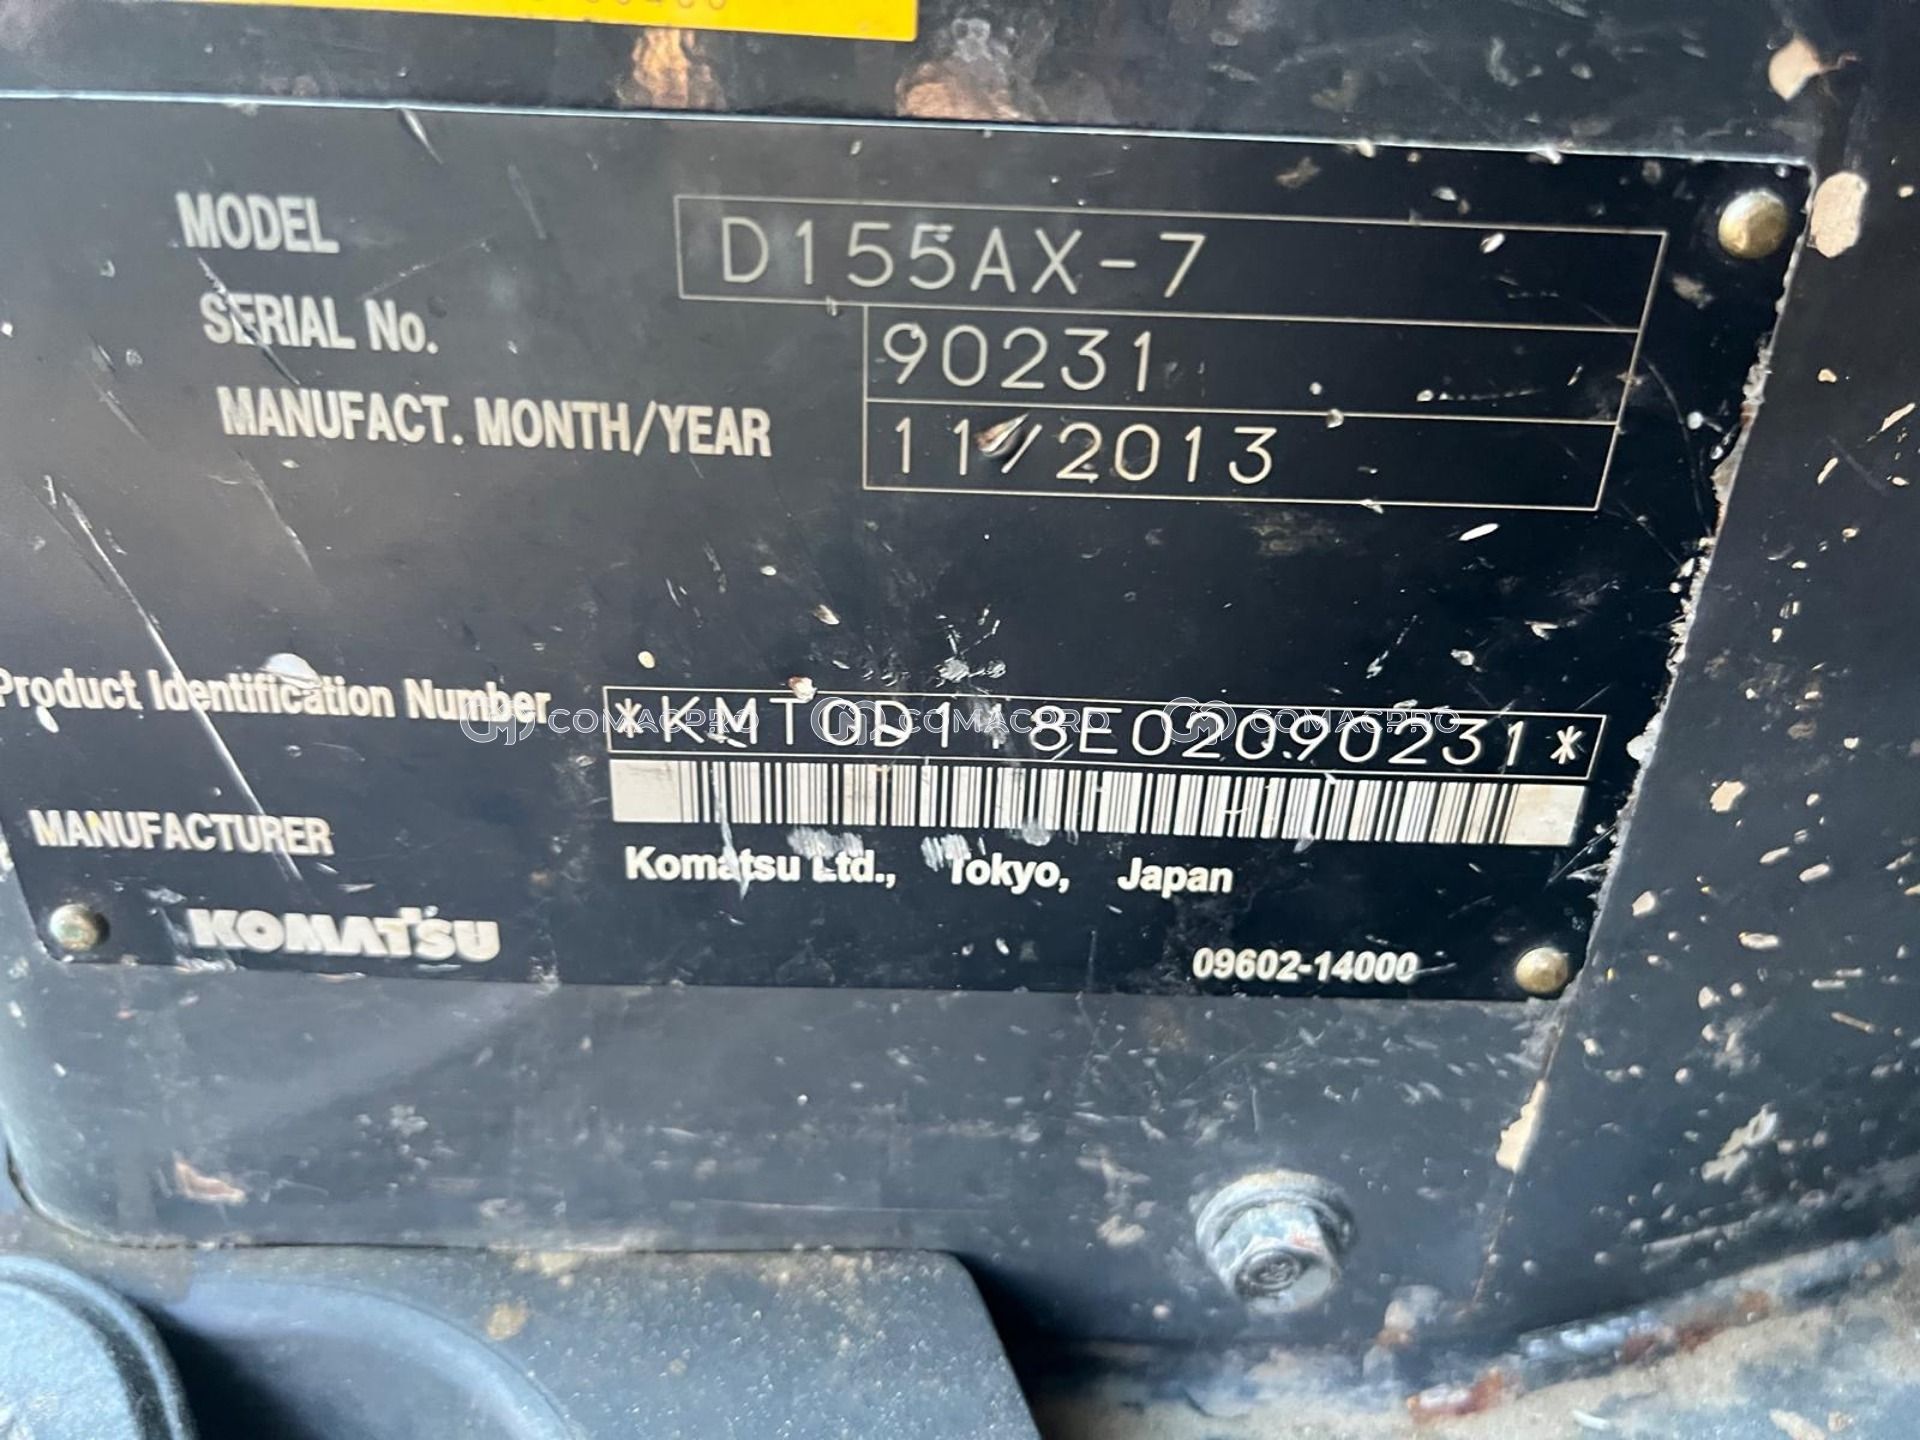 MODEL D155AX-7
SERIAL No. 90231
MANUFACT. MONTH/YEAR 11/2013
Product Identification Number
COMACPRO COMACPRO COMACPRO
MANUFACTURER
Komatsu Ltd., Tokyo, Japan
KOMATSU
09602-14000